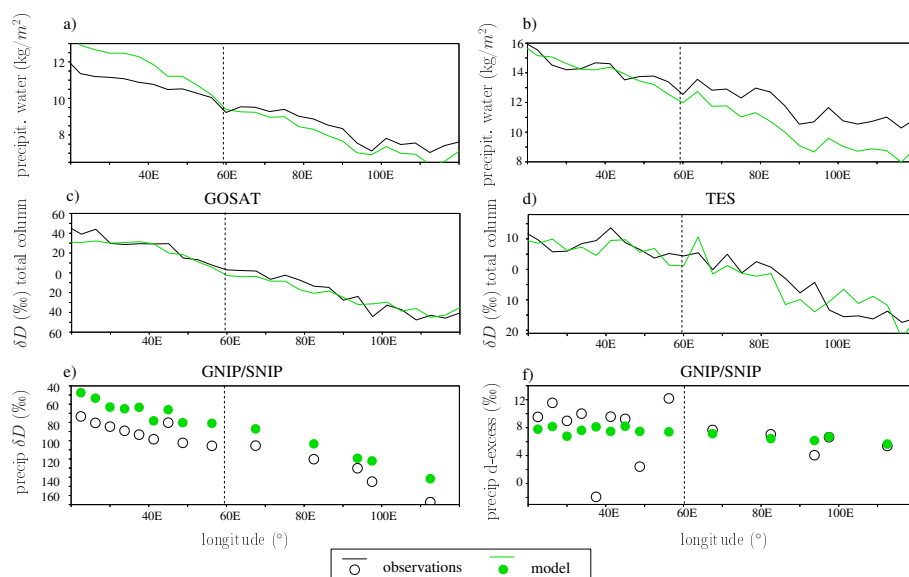 a)
b)
precipit. water (kg/m²)
12
10
8
40E
60E
80E
100E
precipit. water (kg/m²)
16
14
12
10
8
40E
60E
80E
100E
c)
GOSAT
d)
TES
δD (‰) total column
60
40
20
0
20
40
60
40E
60E
80E
100E
δD (‰) total column
10
0
10
20
40E
60E
80E
100E
e)
GNIP/SNIP
f)
GNIP/SNIP
precip δD (‰)
40
60
80
100
120
140
160
40E
60E
80E
100E
longitude (°)
precip d-excess (‰)
12
8
4
0
40E
60E
80E
100E
longitude (°)
observations
model